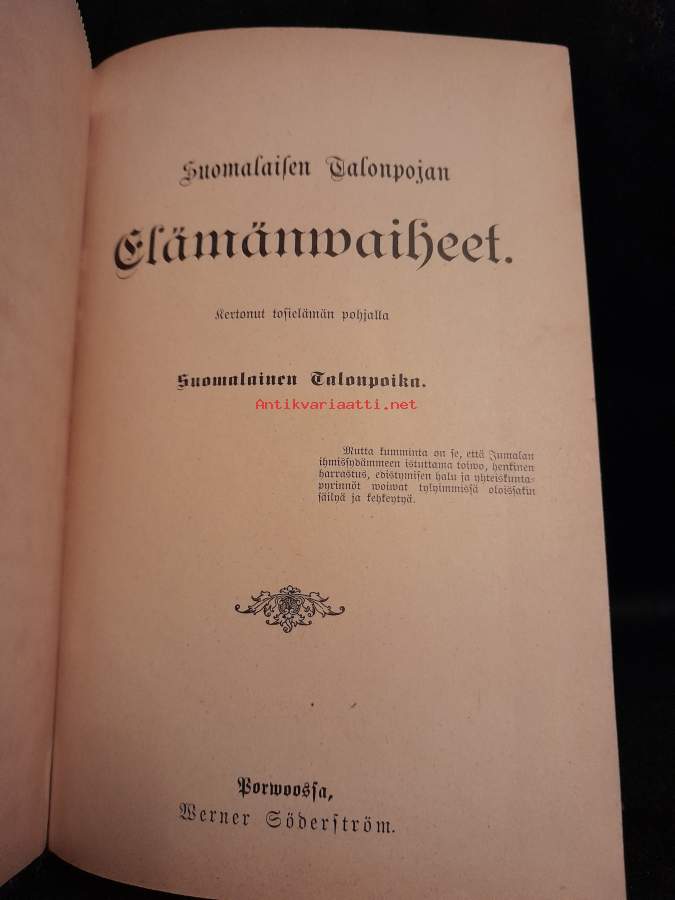 Suomalaisen Talonpojan
Elämänwaiheet.
Kertonut tosielämän pohjalla
Suomalainen Talonpoika.
Antikvariaatti.net
Mutta kumminta on se, että Jumalan
ihmissydämmeen istuttama toiwo, henkinen
harrastus, edistymisen halu ja yhteiskunta-
pyrinnöt woiwat tylyimmissä oloissakin
säilyä ja kehkeytyä.
Porwoossa,
Werner Söderström.